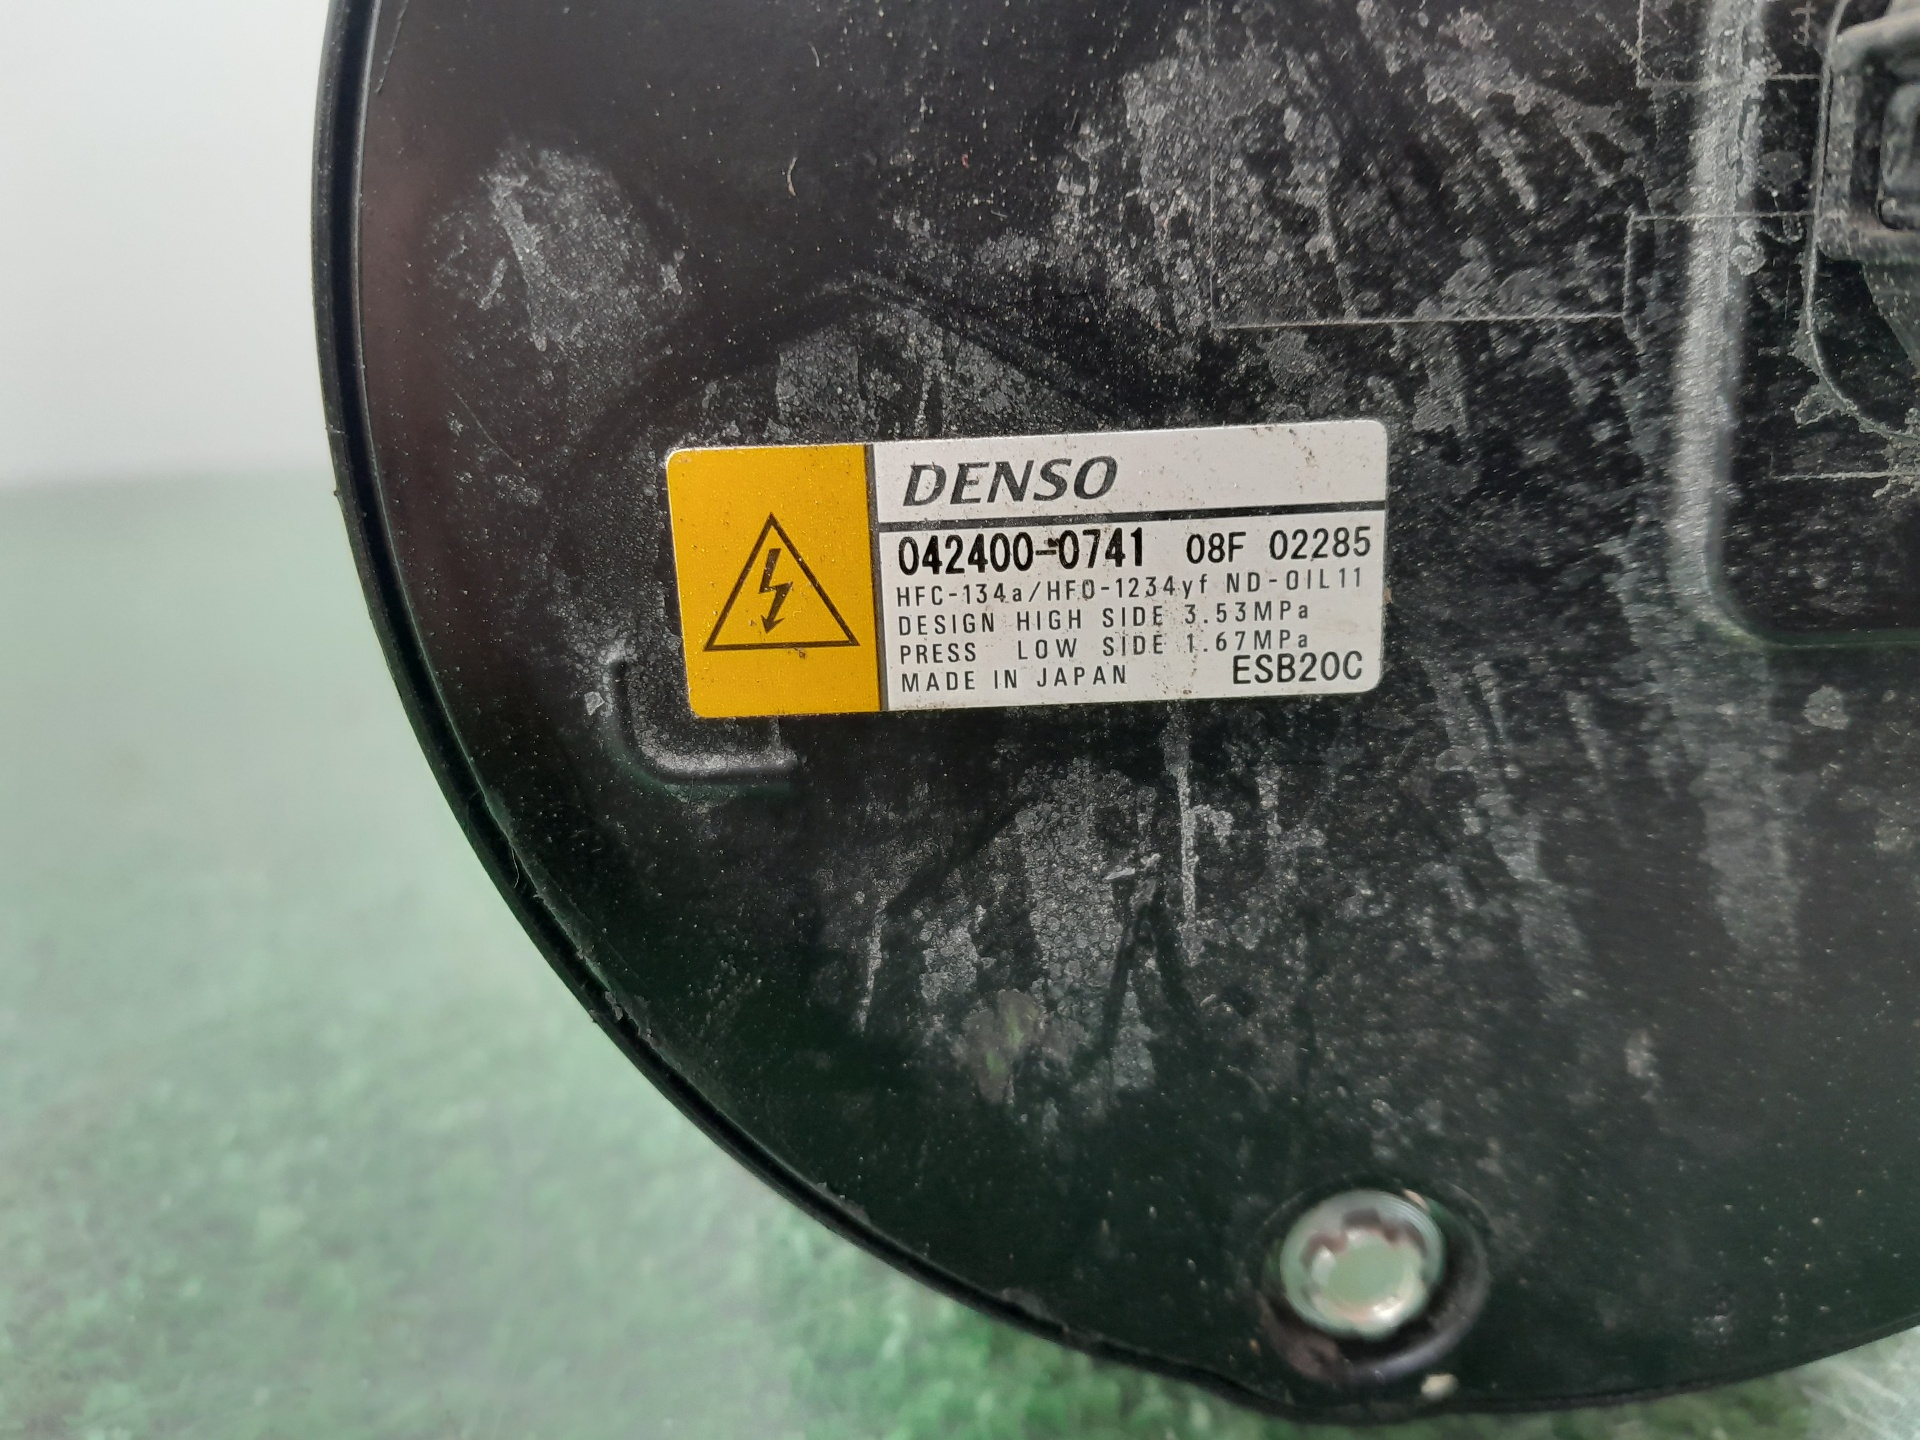 DENSO
042400-0741 08F 02285
HFC-134a/HFO-1234yf ND-OIL11
DESIGN HIGH SIDE 3.53MPa
PRESS LOW SIDE 1.67MPa
MADE IN JAPAN ESB20C